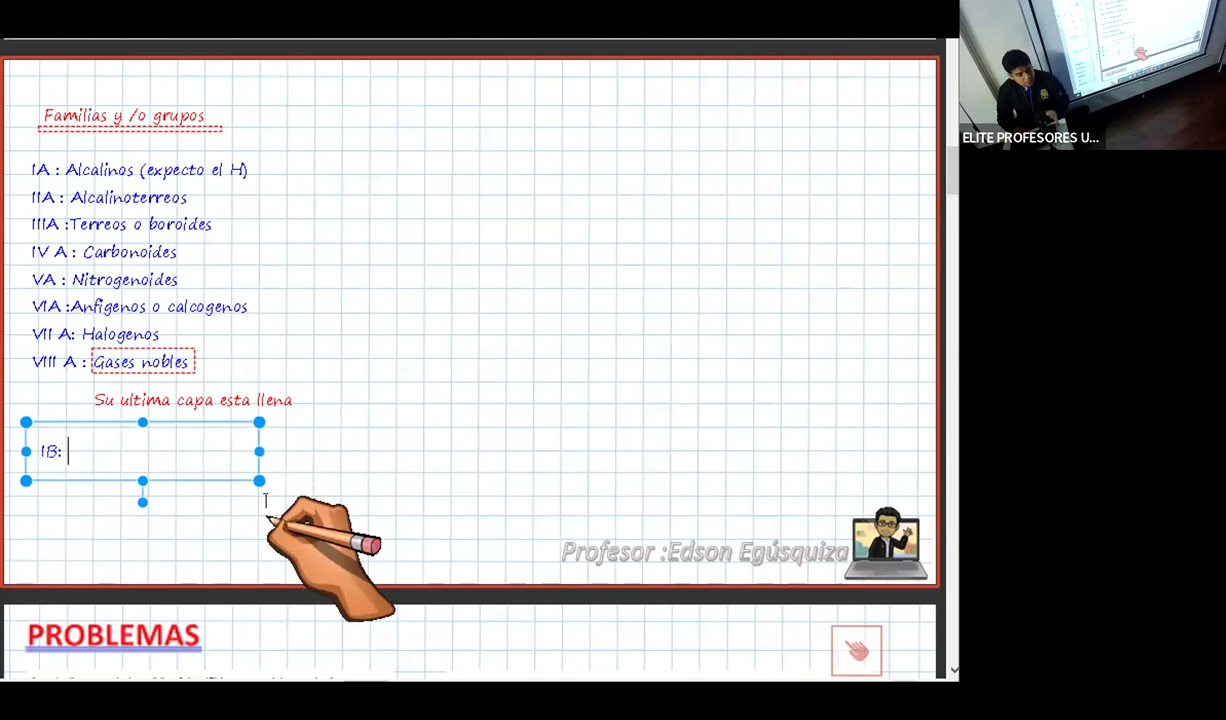 Familias y /o grupos
IA : Alcalinos (expecto el H)
IIA : Alcalinoterreos
IIIA :Terreos o boroides
IV A : Carbonoides
VA : Nitrogenoides
VIA :Anfigenos o calcogenos
VII A: Halogenos
VIII A : Gases nobles
Su ultima capa esta llena
IB:
Profesor :Edson Egúsquiza
PROBLEMAS
ELITE PROFESORES U...